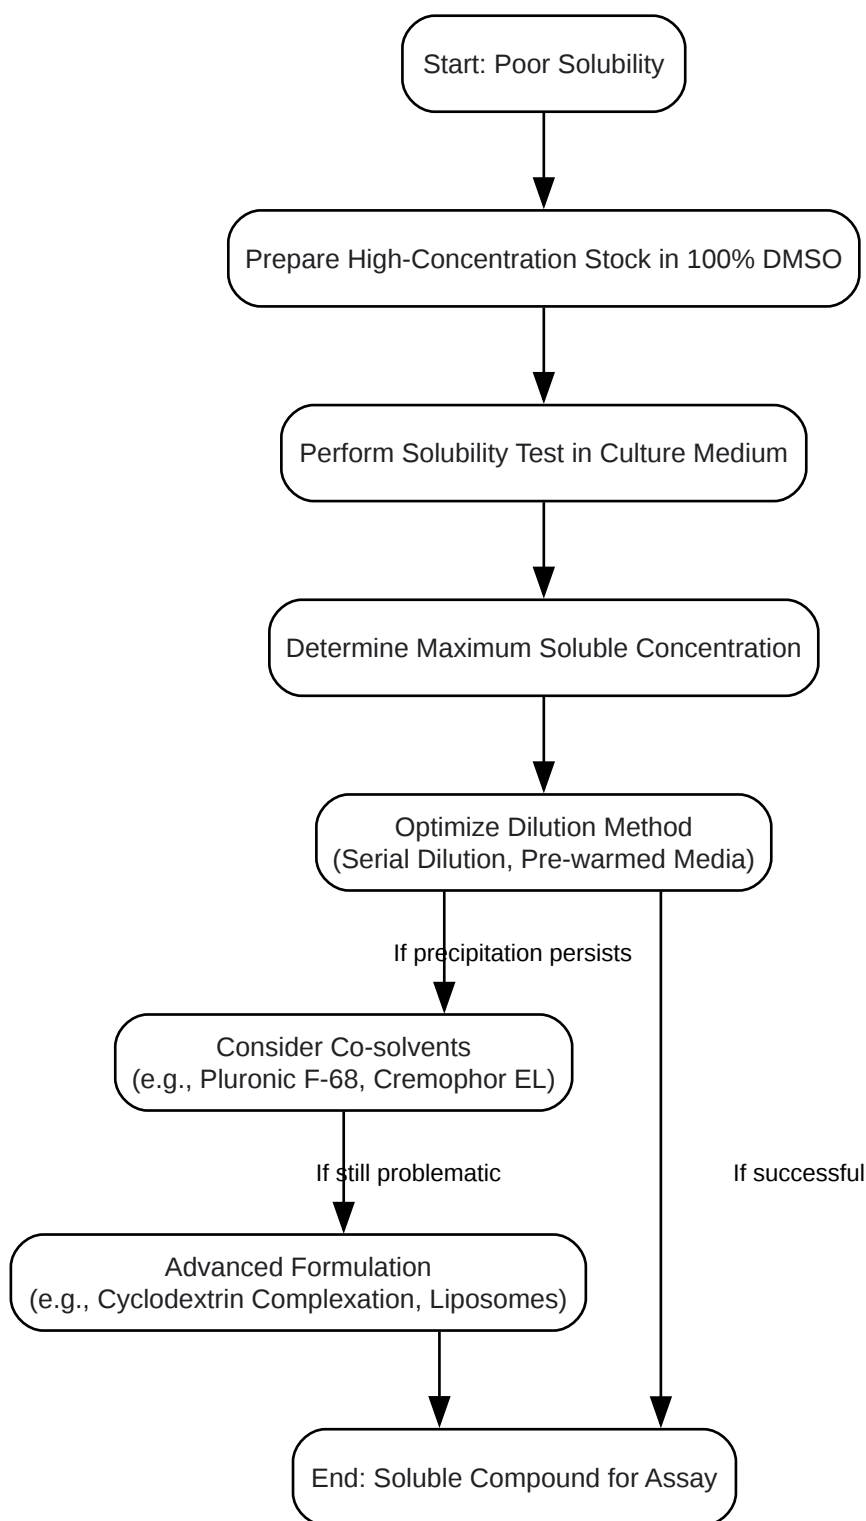 Start: Poor Solubility
Prepare High-Concentration Stock in 100% DMSO
Perform Solubility Test in Culture Medium
Determine Maximum Soluble Concentration
Optimize Dilution Method
(Serial Dilution, Pre-warmed Media)
If precipitation persists
Consider Co-solvents
(e.g., Pluronic F-68, Cremophor EL)
If still problematic
If successful
Advanced Formulation
(e.g., Cyclodextrin Complexation, Liposomes)
End: Soluble Compound for Assay